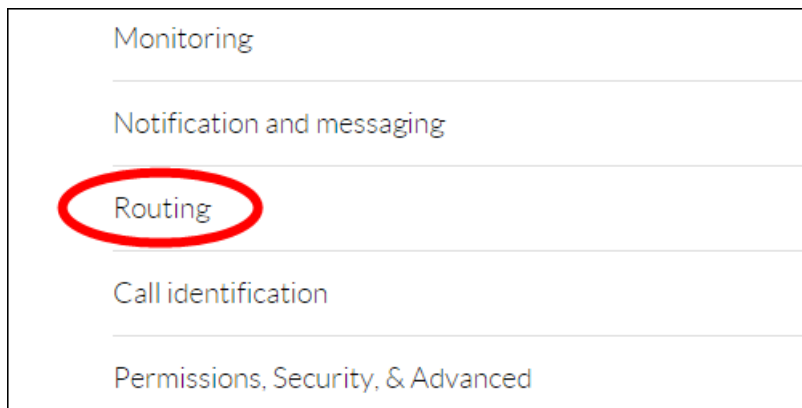 Monitoring
Notification and messaging
Routing
Call identification
Permissions, Security, & Advanced